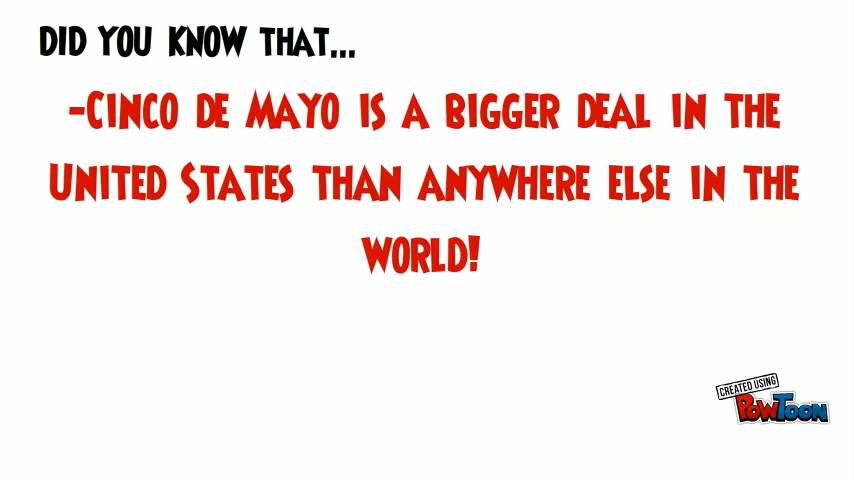 DID YOU KNOW THAT...
-CINCO DE MAYO IS A BIGGER DEAL IN THE
UNITED STATES THAN ANYWHERE ELSE IN THE
WORLD!
CREATED USING
POWTOON